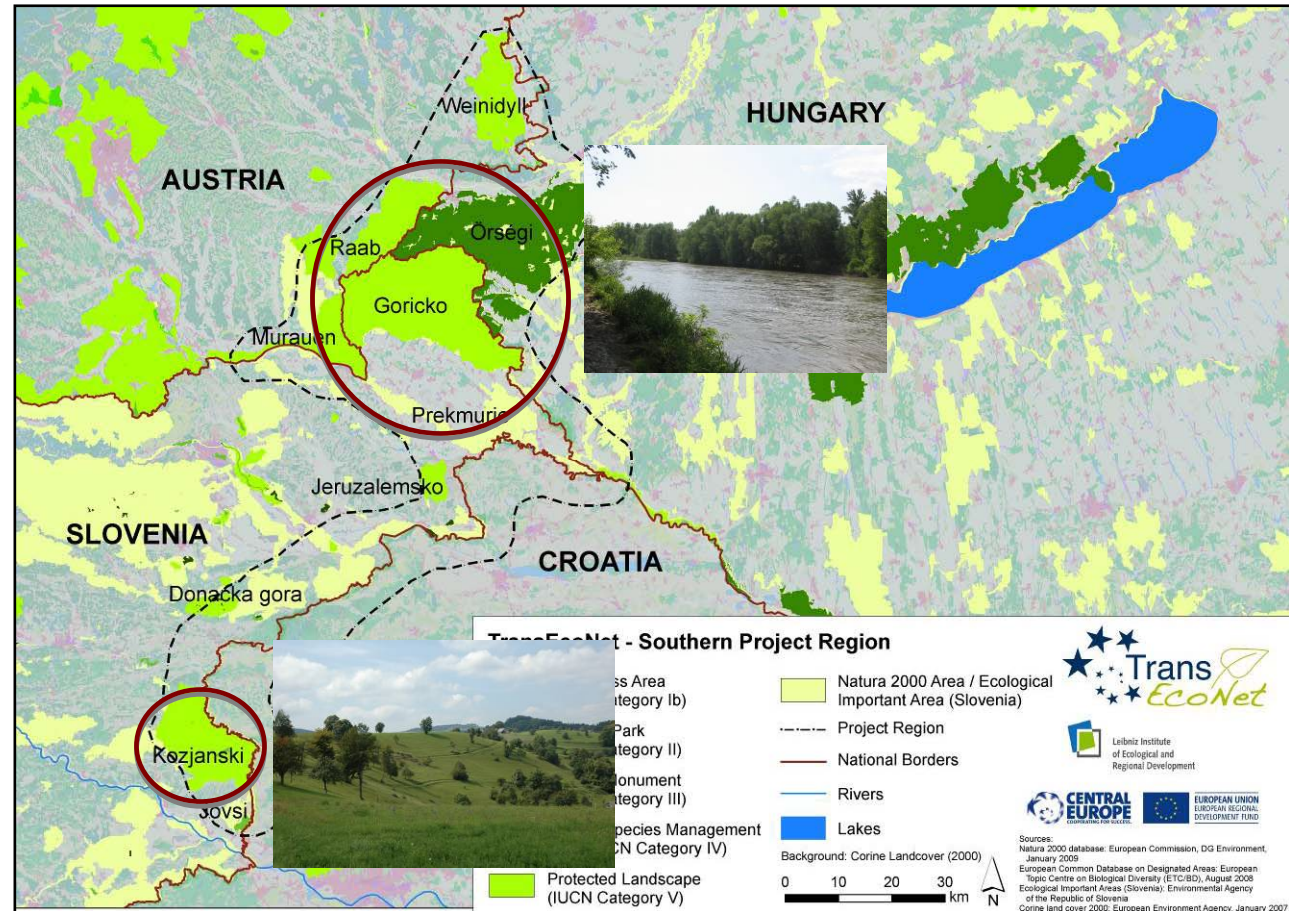 Weinidyll
HUNGARY
AUSTRIA
Raab
Örségi
Goricko
Murauen
Prekmurje
Jeruzalemsko
SLOVENIA
CROATIA
Donačka gora
Kozjanski
Jovsi
TransEcoNet - Southern Project Region
ss Area
tegory Ib)
Park
tegory II)
onument
tegory III)
pecies Management
CN Category IV)
Protected Landscape
(IUCN Category V)
Natura 2000 Area / Ecological
Important Area (Slovenia)
Project Region
National Borders
Rivers
Lakes
Background: Corine Landcover (2000)
0 10 20 30
km
N
Trans
EcoNet
Leibniz Institute
of Ecological and
Regional Development
CENTRAL
EUROPE
COOPERATING FOR SUCCESS.
EUROPEAN UNION
EUROPEAN REGIONAL
DEVELOPMENT FUND
Sources:
Natura 2000 database: European Commission, DG Environment,
January 2009
European Common Database on Designated Areas: European
Topic Centre on Biological Diversity (ETC/BD), August 2008
Ecological Important Areas (Slovenia): Environmental Agency
of the Republic of Slovenia
Corine land cover 2000: European Environment Agency, January 2007